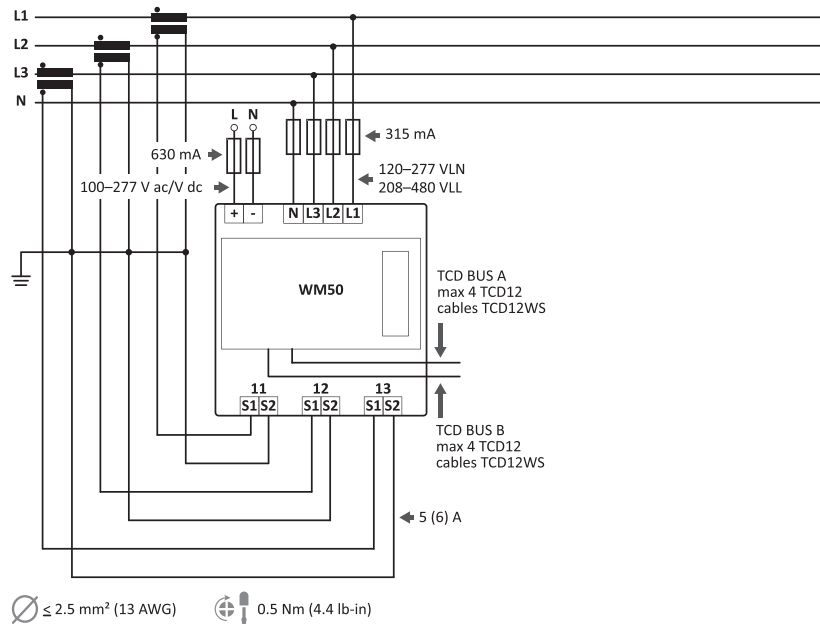 L1
L2
L3
N
L N
630 mA
315 mA
100–277 V ac/V dc
120–277 VLN
208–480 VLL
+ - N L3 L2 L1
WM50
TCD BUS A
max 4 TCD12
cables TCD12WS
11 12 13
S1 S2 S1 S2 S1 S2
TCD BUS B
max 4 TCD12
cables TCD12WS
5 (6) A
≤ 2.5 mm² (13 AWG)
0.5 Nm (4.4 lb-in)